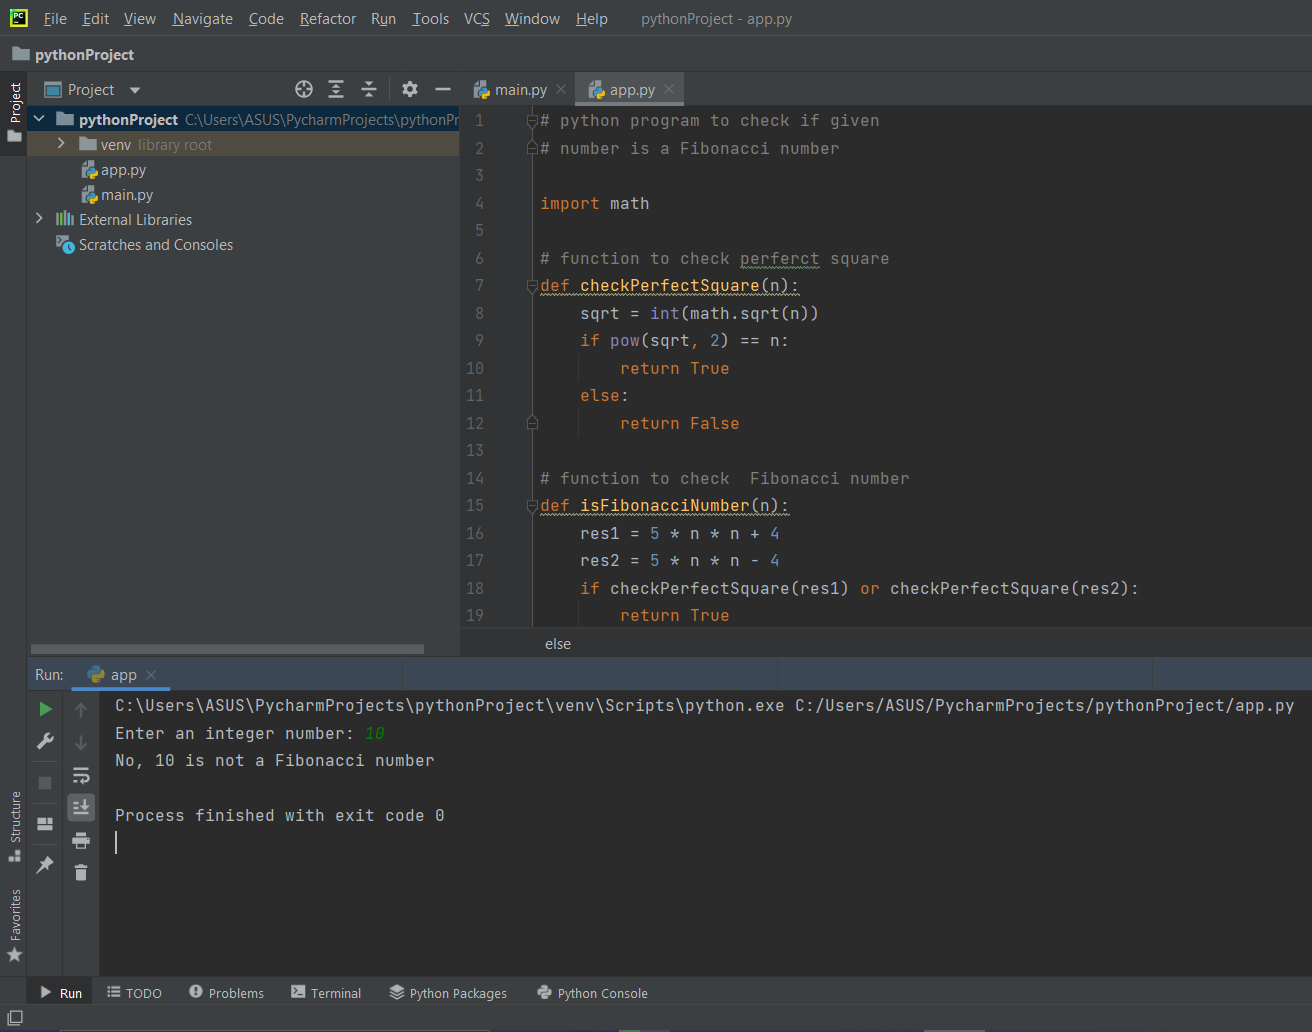 PC File Edit View Navigate Code Refactor Run Tools VCS Window Help pythonProject - app.py
pythonProject
Project
Project
pythonProject C:\Users\ASUS\PycharmProjects\pythonPr
venv library root
app.py
main.py
External Libraries
Scratches and Consoles
main.py app.py
1 # python program to check if given
2 # number is a Fibonacci number
3
4 import math
5
6 # function to check perferct square
7 def checkPerfectSquare(n):
8 sqrt = int(math.sqrt(n))
9 if pow(sqrt, 2) == n:
10 return True
11 else:
12 return False
13
14 # function to check  Fibonacci number
15 def isFibonacciNumber(n):
16 res1 = 5 * n * n + 4
17 res2 = 5 * n * n - 4
18 if checkPerfectSquare(res1) or checkPerfectSquare(res2):
19 return True
else
Run: app
C:\Users\ASUS\PycharmProjects\pythonProject\venv\Scripts\python.exe C:/Users/ASUS/PycharmProjects/pythonProject/app.py
Enter an integer number: 10
No, 10 is not a Fibonacci number
Process finished with exit code 0
Structure
Favorites
Run TODO Problems Terminal Python Packages Python Console